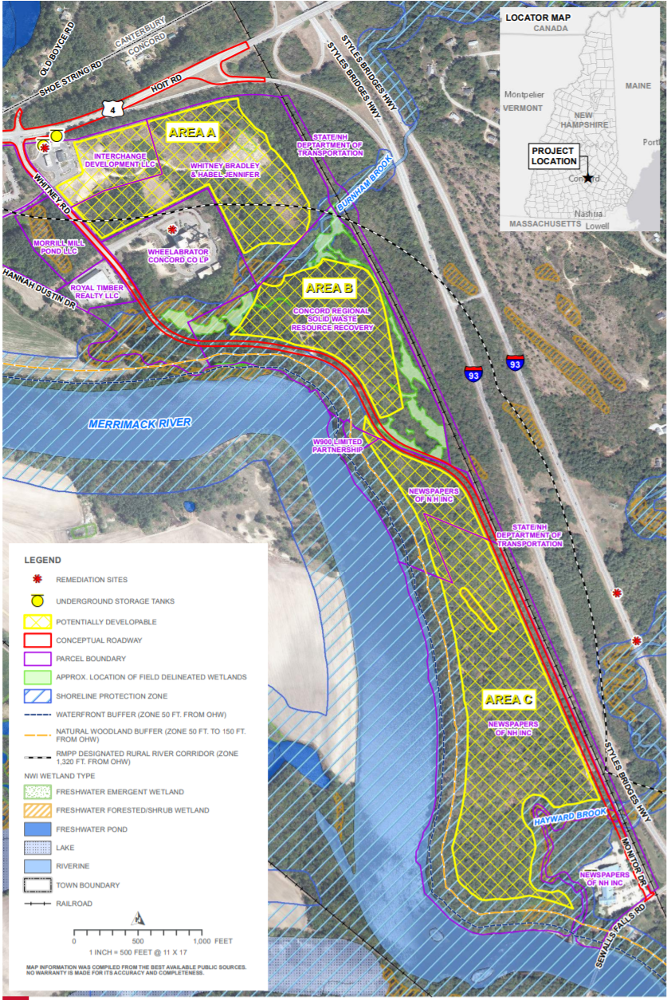 OLD BOYCE RD
CANTERBURY
CONCORD
SHOE STRING RD
HOIT RD
4
STYLES BRIDGES HWY
STYLES BRIDGES HWY
LOCATOR MAP
CANADA
Montpelier
VERMONT
MAINE
NEW
HAMPSHIRE
Port
PROJECT
LOCATION
Concord
Nashua
MASSACHUSETTS
Lowell
AREA A
INTERCHANGE
DEVELOPMENT LLC
WHITNEY BRADLEY
& HABEL JENNIFER
STATE/NH
DEPTARTMENT OF
TRANSPORTATION
BURNHAM BROOK
WHITNEY RD
MORRILL MILL
POND LLC
WHEELABRATOR
CONCORD CO LP
HANNAH DUSTIN DR
ROYAL TIMBER
REALTY LLC
AREA B
CONCORD REGIONAL
SOLID WASTE
RESOURCE RECOVERY
93
93
MERRIMACK RIVER
W900 LIMITED
PARTNERSHIP
NEWSPAPERS
OF N H INC
STATE/NH
DEPTARTMENT OF
TRANSPORTATION
AREA C
NEWSPAPERS
OF NH INC
STYLES BRIDGES HWY
HAYWARD BROOK
MONITOR DR
NEWSPAPERS
OF NH INC
SEWALLS FALLS RD
LEGEND
REMEDIATION SITES
UNDERGROUND STORAGE TANKS
POTENTIALLY DEVELOPABLE
CONCEPTUAL ROADWAY
PARCEL BOUNDARY
APPROX. LOCATION OF FIELD DELINEATED WETLANDS
SHORELINE PROTECTION ZONE
WATERFRONT BUFFER (ZONE 50 FT. FROM OHW)
NATURAL WOODLAND BUFFER (ZONE 50 FT. TO 150 FT.
FROM OHW)
RMPP DESIGNATED RURAL RIVER CORRIDOR (ZONE
1,320 FT. FROM OHW)
NWI WETLAND TYPE
FRESHWATER EMERGENT WETLAND
FRESHWATER FORESTED/SHRUB WETLAND
FRESHWATER POND
LAKE
RIVERINE
TOWN BOUNDARY
RAILROAD
0 500 1,000 FEET
1 INCH = 500 FEET @ 11 X 17
MAP INFORMATION WAS COMPILED FROM THE BEST AVAILABLE PUBLIC SOURCES.
NO WARRANTY IS MADE FOR ITS ACCURACY AND COMPLETENESS.